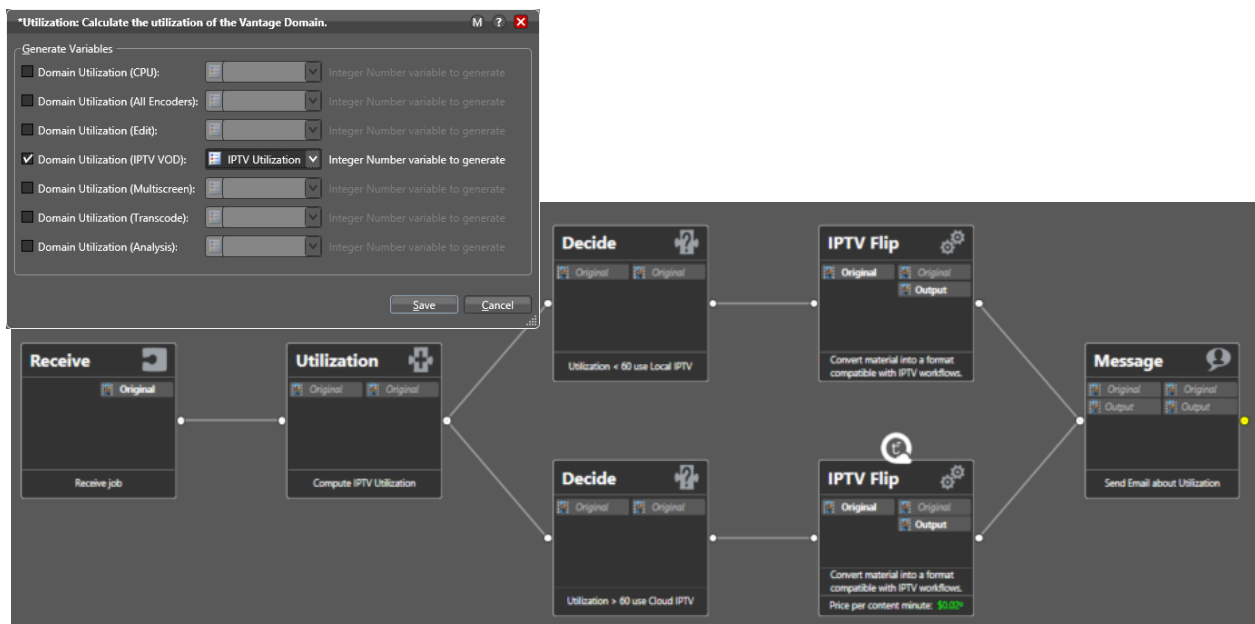 *Utilization: Calculate the utilization of the Vantage Domain. M ? X
Generate Variables
Domain Utilization (CPU): Integer Number variable to generate
Domain Utilization (All Encoders): Integer Number variable to generate
Domain Utilization (Edit): Integer Number variable to generate
Domain Utilization (IPTV VOD): IPTV Utilization Integer Number variable to generate
Domain Utilization (Multiscreen): Integer Number variable to generate
Domain Utilization (Transcode): Integer Number variable to generate
Domain Utilization (Analysis): Integer Number variable to generate
Save Cancel
Receive
Original
Receive job
Utilization
Original Original
Compute IPTV Utilization
Decide
Original Original
Utilization < 60 use Local IPTV
IPTV Flip
Original Original
Output
Convert material into a format
compatible with IPTV workflows.
Decide
Original Original
Utilization > 60 use Cloud IPTV
IPTV Flip
Original Original
Output
Convert material into a format
compatible with IPTV workflows.
Price per content minute:
Message
Original Original
Output Output
Send Email about Utilization